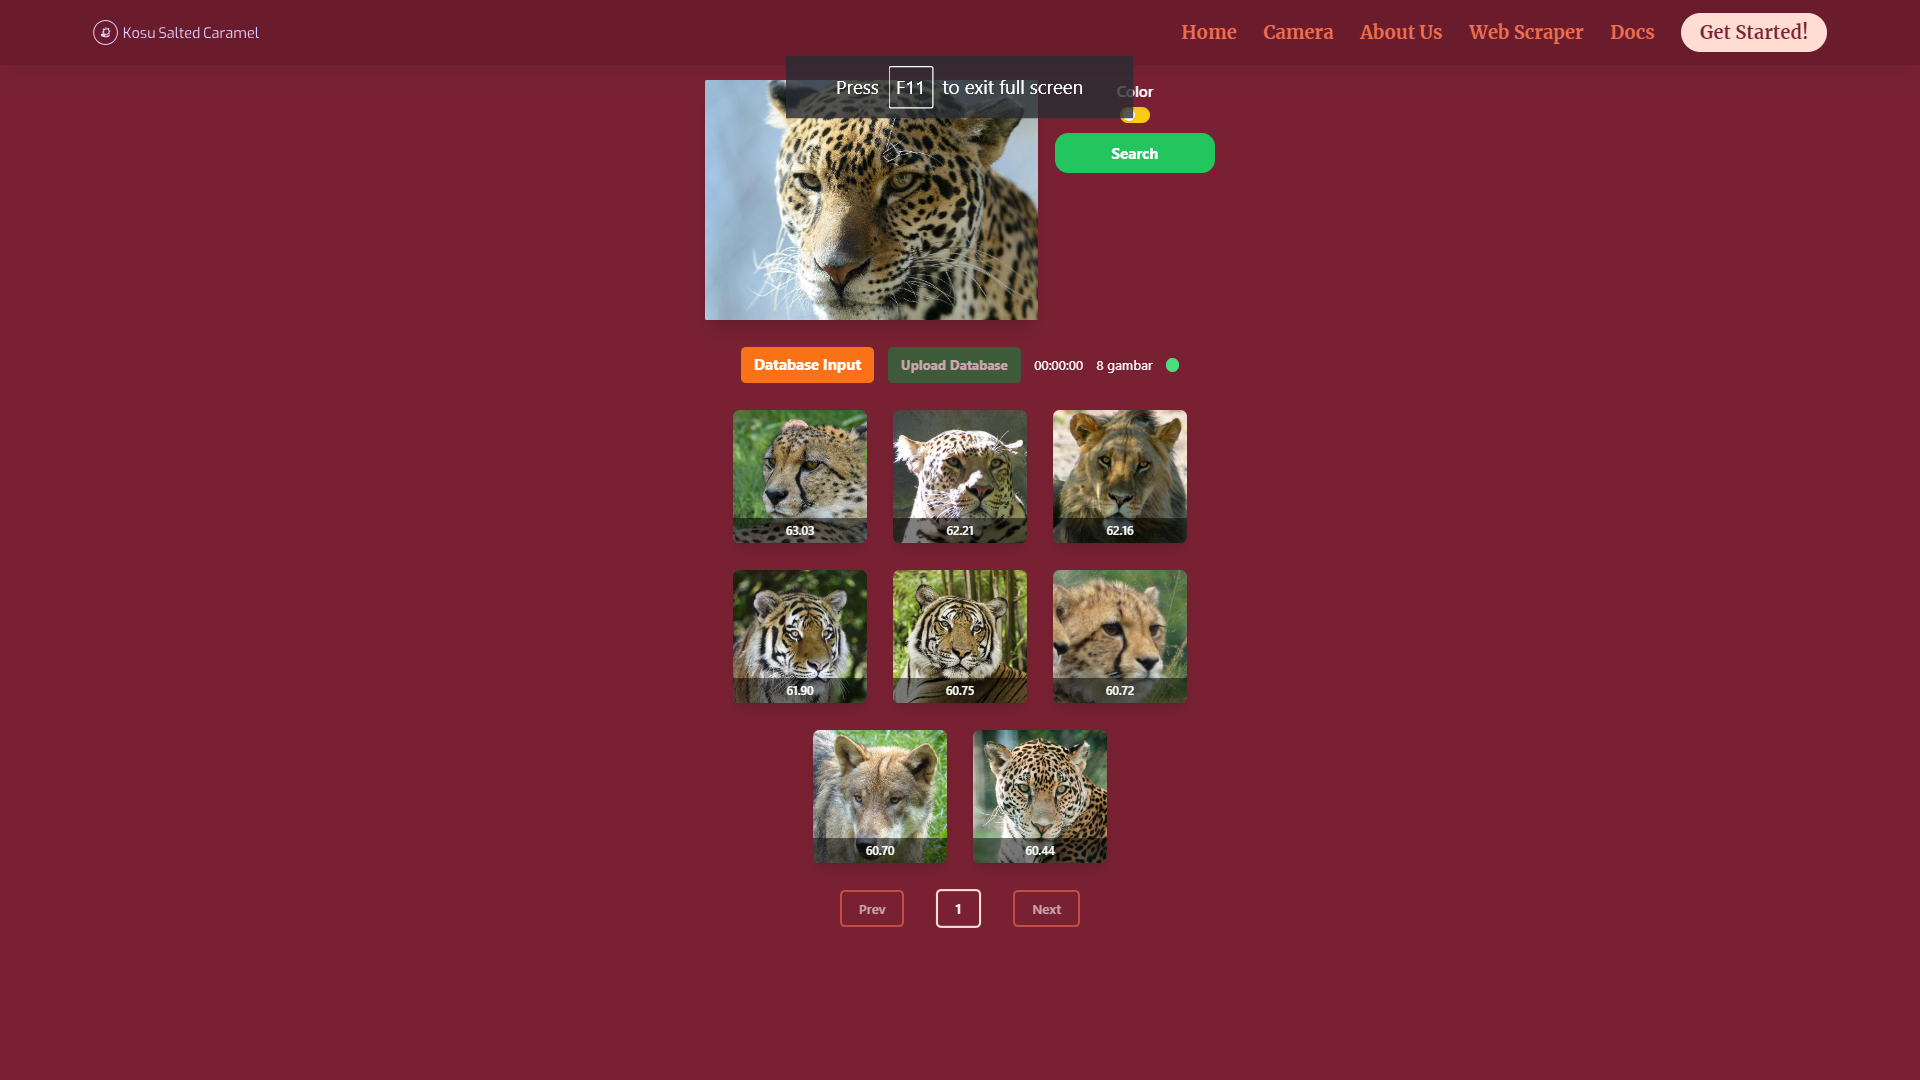 Kosu Salted Caramel
Home Camera About Us Web Scraper Docs Get Started!
Press F11 to exit full screen
Color
Search
Database Input Upload Database 00:00:00 8 gambar
63.03 62.21 62.16
61.90 60.75 60.72
60.70 60.44
Prev 1 Next